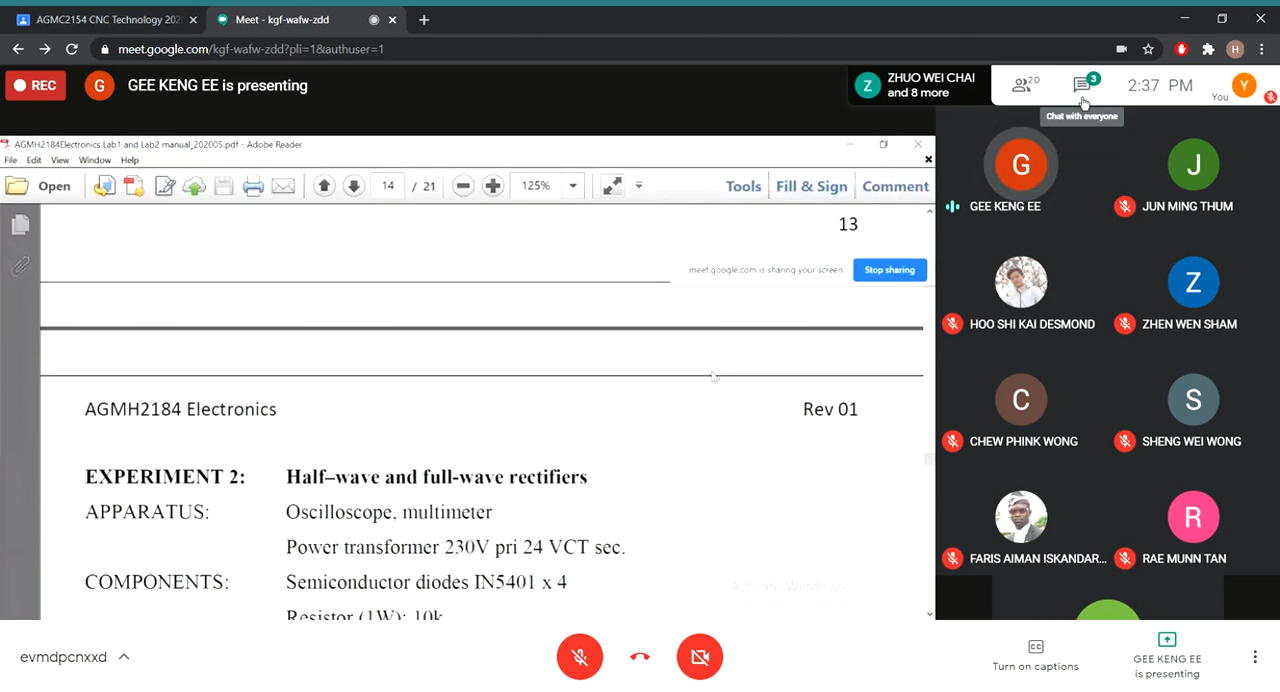 AGMC2154 CNC Technology 202
Meet - kgf-wafw-zdd
meet.google.com/kgf-wafw-zdd?pli=1&authuser=1
H
REC
G
GEE KENG EE is presenting
Z
ZHUO WEI CHAI
and 8 more
20
3
2:37 PM
You
Y
Chat with everyone
AGMH2184Electronics Lab1 and Lab2 manual_202005.pdf - Adobe Reader
File Edit View Window Help
Open
14 / 21
125%
Tools
Fill & Sign
Comment
13
meet.google.com is sharing your screen.
Stop sharing
AGMH2184 Electronics
Rev 01
EXPERIMENT 2: Half–wave and full-wave rectifiers
APPARATUS: Oscilloscope, multimeter
Power transformer 230V pri 24 VCT sec.
COMPONENTS: Semiconductor diodes IN5401 x 4
Resistor (1W): 10k
Activate Windows
G
GEE KENG EE
J
JUN MING THUM
HOO SHI KAI DESMOND
Z
ZHEN WEN SHAM
C
CHEW PHINK WONG
S
SHENG WEI WONG
FARIS AIMAN ISKANDAR...
R
RAE MUNN TAN
evmdpcnxxd
CC
Turn on captions
GEE KENG EE
is presenting